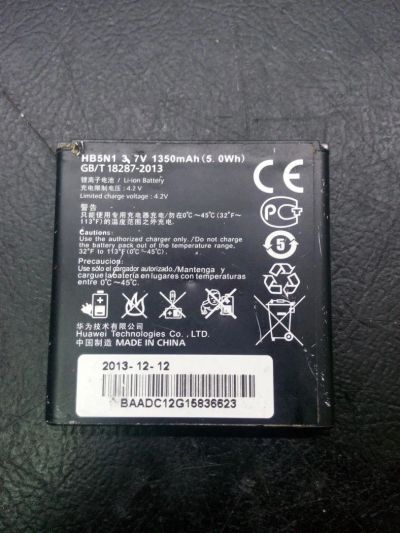 HB5N1 3.7V 1350mAh(5.0Wh)
GB/T 18287-2013
锂离子电池 / Li-ion Battery
充电限制电压 : 4.2 V
Limited charge voltage : 4.2V
警告:
只能使用专用充电器充电/勿在0℃~45℃(32°F~
113°F)的温度范围之外充电.
Caution:
Use the authorized charger only. /Do not charge
the battery pack out of the temperature range.
32°F to 113°F(0℃~45℃).
Precaucion:
Use sólo el cargador autorizado./Mantenga y
cargue labatería en lugares con temperaturas
entre 0℃~45℃.
华为技术有限公司
Huawei Technologies Co., LTD.
中国制造 MADE IN CHINA
CE
PG
5
2013-12-12
BAADC12G15836623